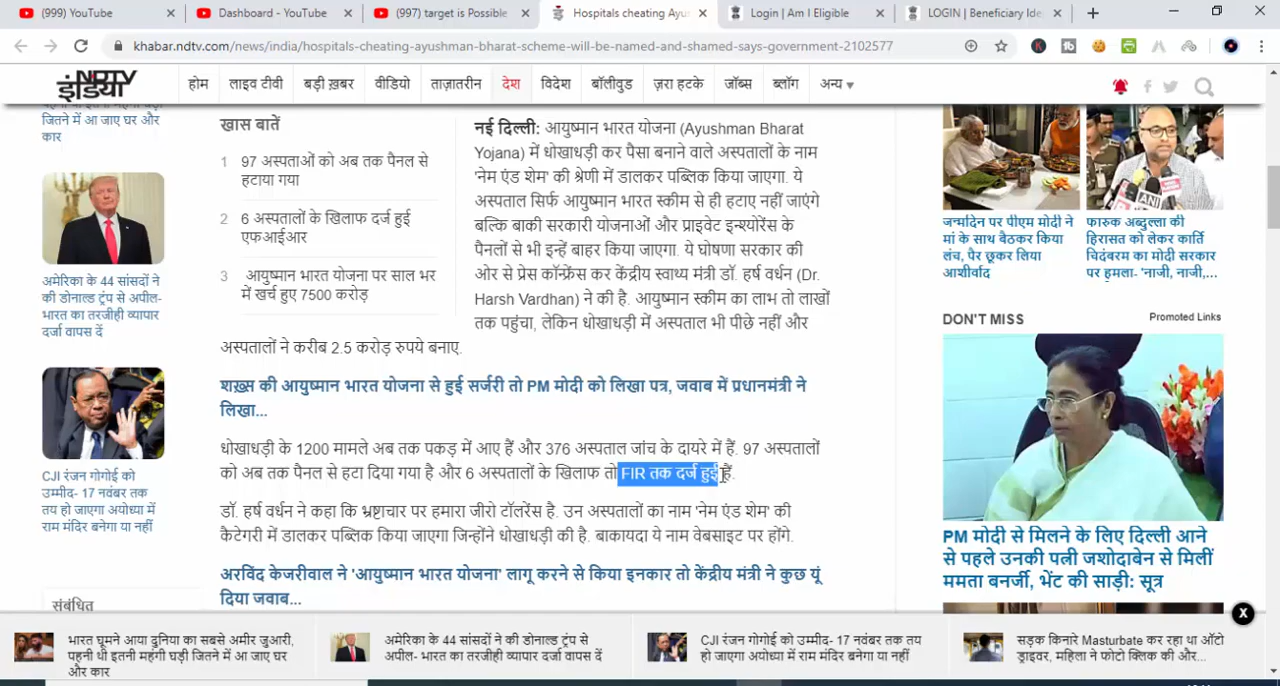 (999) YouTube
Dashboard - YouTube
(997) target is Possible
Hospitals cheating Ayus
Login | Am I Eligible
LOGIN | Beneficiary Ide
khabar.ndtv.com/news/india/hospitals-cheating-ayushman-bharat-scheme-will-be-named-and-shamed-says-government-2102577
NDTV
इंडिया
होम
लाइव टीवी
बड़ी ख़बर
वीडियो
ताज़ातरीन
देश
विदेश
बॉलीवुड
ज़रा हटके
जॉब्स
ब्लॉग
अन्य
जितने में आ जाए घर और
कार
अमेरिका के 44 सांसदों ने
की डोनाल्ड ट्रंप से अपील-
भारत का तरजीही व्यापार
दर्जा वापस दें
CJI रंजन गोगोई को
उम्मीद- 17 नवंबर तक
तय हो जाएगा अयोध्या में
राम मंदिर बनेगा या नहीं
संबंधित
खास बातें
1 97 अस्पताओं को अब तक पैनल से
हटाया गया
2 6 अस्पतालों के खिलाफ दर्ज हुई
एफआईआर
3 आयुष्मान भारत योजना पर साल भर
में खर्च हुए 7500 करोड़
नई दिल्ली: आयुष्मान भारत योजना (Ayushman Bharat
Yojana) में धोखाधड़ी कर पैसा बनाने वाले अस्पतालों के नाम
'नेम एंड शेम' की श्रेणी में डालकर पब्लिक किया जाएगा. ये
अस्पताल सिर्फ आयुष्मान भारत स्कीम से ही हटाए नहीं जाएंगे
बल्कि बाकी सरकारी योजनाओं और प्राइवेट इन्श्योरेंस के
पैनलों से भी इन्हें बाहर किया जाएगा. ये घोषणा सरकार की
ओर से प्रेस कॉन्फ्रेंस कर केंद्रीय स्वाथ्य मंत्री डॉ. हर्ष वर्धन (Dr.
Harsh Vardhan) ने की है. आयुष्मान स्कीम का लाभ तो लाखों
तक पहुंचा, लेकिन धोखाधड़ी में अस्पताल भी पीछे नहीं और
अस्पतालों ने करीब 2.5 करोड़ रुपये बनाए.
शख़्स की आयुष्मान भारत योजना से हुई सर्जरी तो PM मोदी को लिखा पत्र, जवाब में प्रधानमंत्री ने
लिखा...
धोखाधड़ी के 1200 मामले अब तक पकड़ में आए हैं और 376 अस्पताल जांच के दायरे में हैं. 97 अस्पतालों
को अब तक पैनल से हटा दिया गया है और 6 अस्पतालों के खिलाफ तो FIR तक दर्ज हुई है.
डॉ. हर्ष वर्धन ने कहा कि भ्रष्टाचार पर हमारा जीरो टॉलरेंस है. उन अस्पतालों का नाम 'नेम एंड शेम' की
कैटेगरी में डालकर पब्लिक किया जाएगा जिन्होंने धोखाधड़ी की है. बाकायदा ये नाम वेबसाइट पर होंगे.
अरविंद केजरीवाल ने 'आयुष्मान भारत योजना' लागू करने से किया इनकार तो केंद्रीय मंत्री ने कुछ यूं
दिया जवाब...
जन्मदिन पर पीएम मोदी ने
मां के साथ बैठकर किया
लंच, पैर छूकर लिया
आशीर्वाद
फारुक अब्दुल्ला की
हिरासत को लेकर कार्ति
चिदंबरम का मोदी सरकार
पर हमला- 'नाजी, नाजी,...
DON'T MISS
Promoted Links
PM मोदी से मिलने के लिए दिल्ली आने
से पहले उनकी पत्नी जशोदाबेन से मिलीं
ममता बनर्जी, भेंट की साड़ी: सूत्र
भारत घूमने आया दुनिया का सबसे अमीर जुआरी,
पहनी थी इतनी महंगी घड़ी जितने में आ जाए घर
और कार
अमेरिका के 44 सांसदों ने की डोनाल्ड ट्रंप से
अपील- भारत का तरजीही व्यापार दर्जा वापस दें
CJI रंजन गोगोई को उम्मीद- 17 नवंबर तक तय
हो जाएगा अयोध्या में राम मंदिर बनेगा या नहीं
सड़क किनारे Masturbate कर रहा था ऑटो
ड्राइवर, महिला ने फोटो क्लिक की और...
X